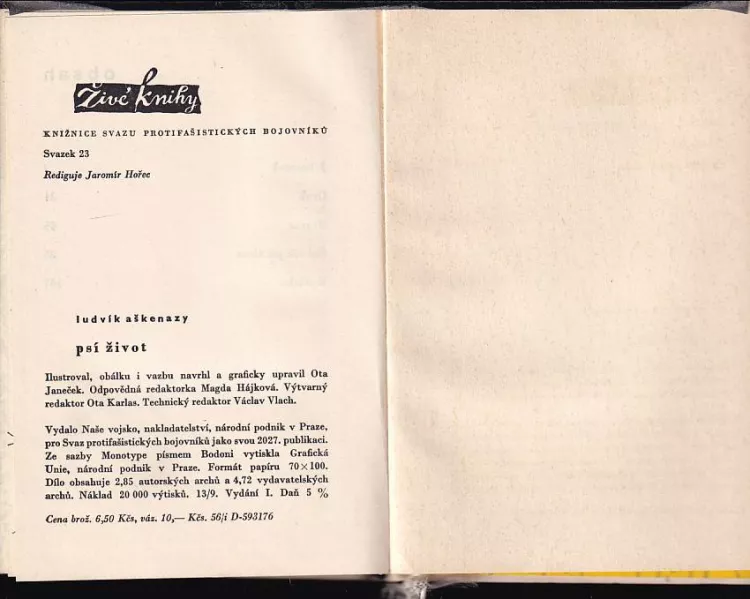 Živé knihy
KNIŽNICE SVAZU PROTIFAŠISTICKÝCH BOJOVNÍKŮ
Svazek 23
Rediguje Jaromír Hořec
ludvík aškenazy
psí život
Ilustroval, obálku i vazbu navrhl a graficky upravil Ota
Janeček. Odpovědná redaktorka Magda Hájková. Výtvarný
redaktor Ota Karlas. Technický redaktor Václav Vlach.
Vydalo Naše vojsko, nakladatelství, národní podnik v Praze,
pro Svaz protifašistických bojovníků jako svou 2027. publikaci.
Ze sazby Monotype písmem Bodoni vytiskla Grafická
Unie, národní podnik v Praze. Formát papíru 70×100.
Dílo obsahuje 2,85 autorských archů a 4,72 vydavatelských
archů. Náklad 20 000 výtisků. 13/9. Vydání I. Daň 5 %
Cena brož. 6,50 Kčs, váz. 10,— Kčs. 56/i D-593176